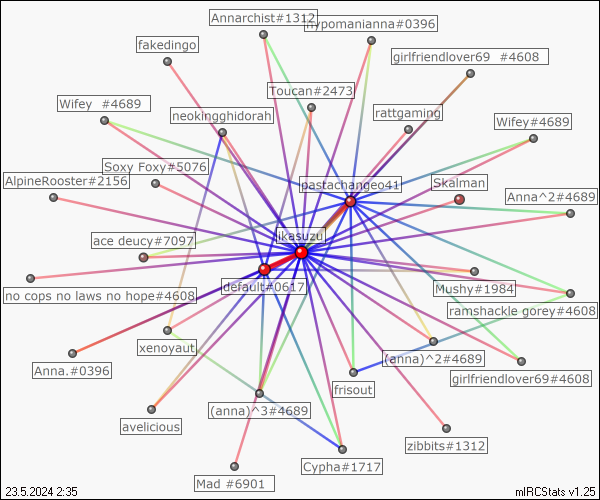 Annarchist#1312
hypomanianna#0396
fakedingo
girlfriendlover69 #4608
Toucan#2473
Wifey #4689
neokingghidorah
rattgaming
Wifey#4689
Soxy Foxy#5076
AlpineRooster#2156
pastachangeo41
Skalman
Anna^2#4689
ikasuzu
ace deucy#7097
default#0617
Mushy#1984
no cops no laws no hope#4608
ramshackle gorey#4608
xenoyaut
(anna)^2#4689
Anna.#0396
girlfriendlover69#4608
frisout
(anna)^3#4689
avelicious
zibbits#1312
Cypha#1717
Mad #6901
23.5.2024 2:35
mIRCStats v1.25